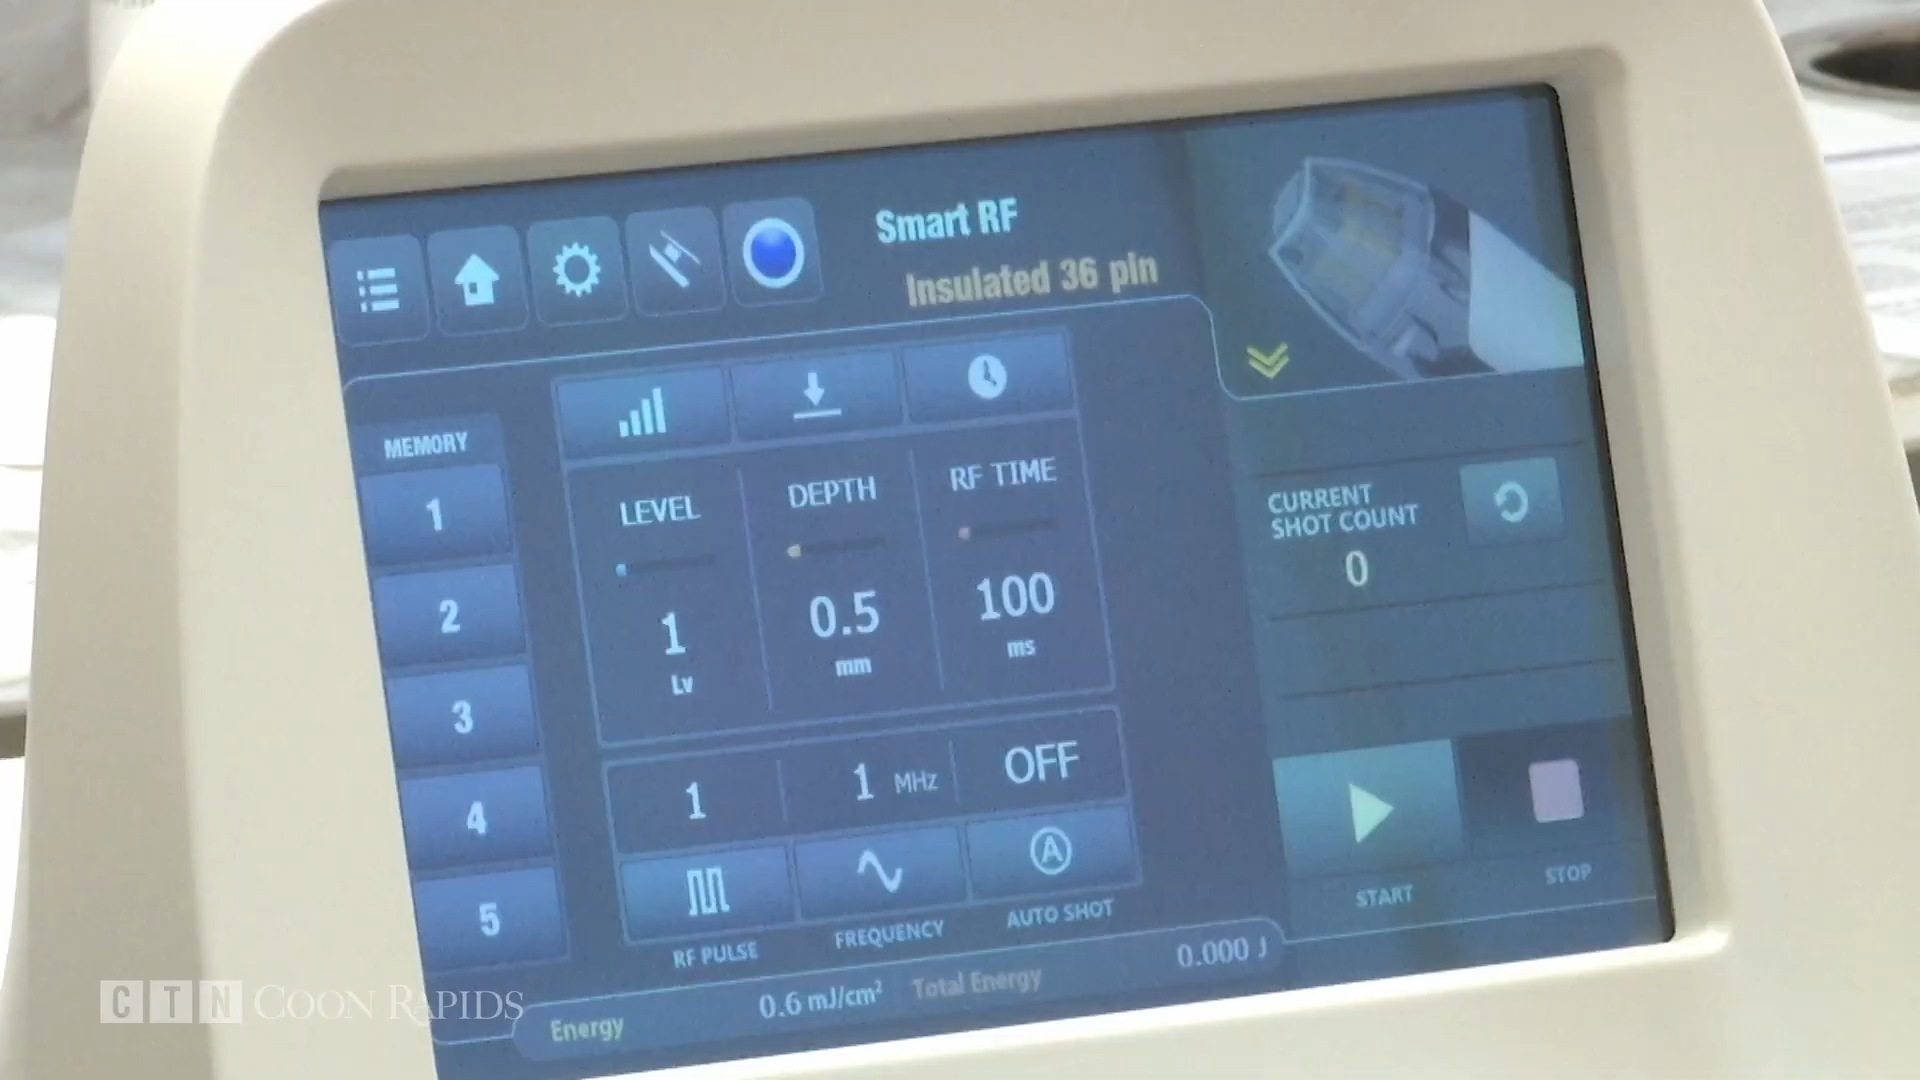 Smart RF
Insulated 36 pin
MEMORY
1
2
3
4
5
LEVEL
1
Lv
DEPTH
0.5
mm
RF TIME
100
ms
1
1 MHz
OFF
A
RF PULSE
FREQUENCY
AUTO SHOT
Energy 0.6 mJ/cm² Total Energy 0.000 J
CURRENT
SHOT COUNT
0
START
STOP
CTN COON RAPIDS